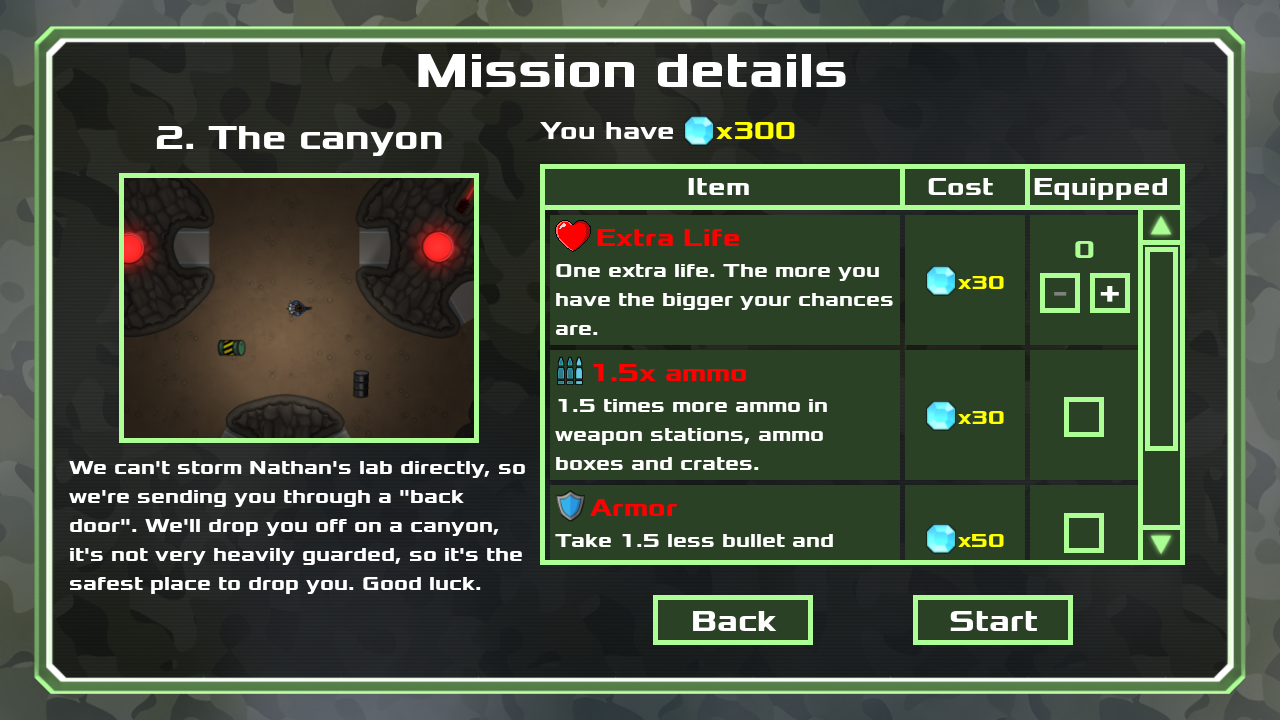 Mission details
2. The canyon
We can't storm Nathan's lab directly, so
we're sending you through a "back
door". We'll drop you off on a canyon,
it's not very heavily guarded, so it's the
safest place to drop you. Good luck.
You have x300
Item Cost Equipped
Extra Life
One extra life. The more you
have the bigger your chances
are.
x30
0
- +
1.5x ammo
1.5 times more ammo in
weapon stations, ammo
boxes and crates.
x30
Armor
Take 1.5 less bullet and
x50
Back Start